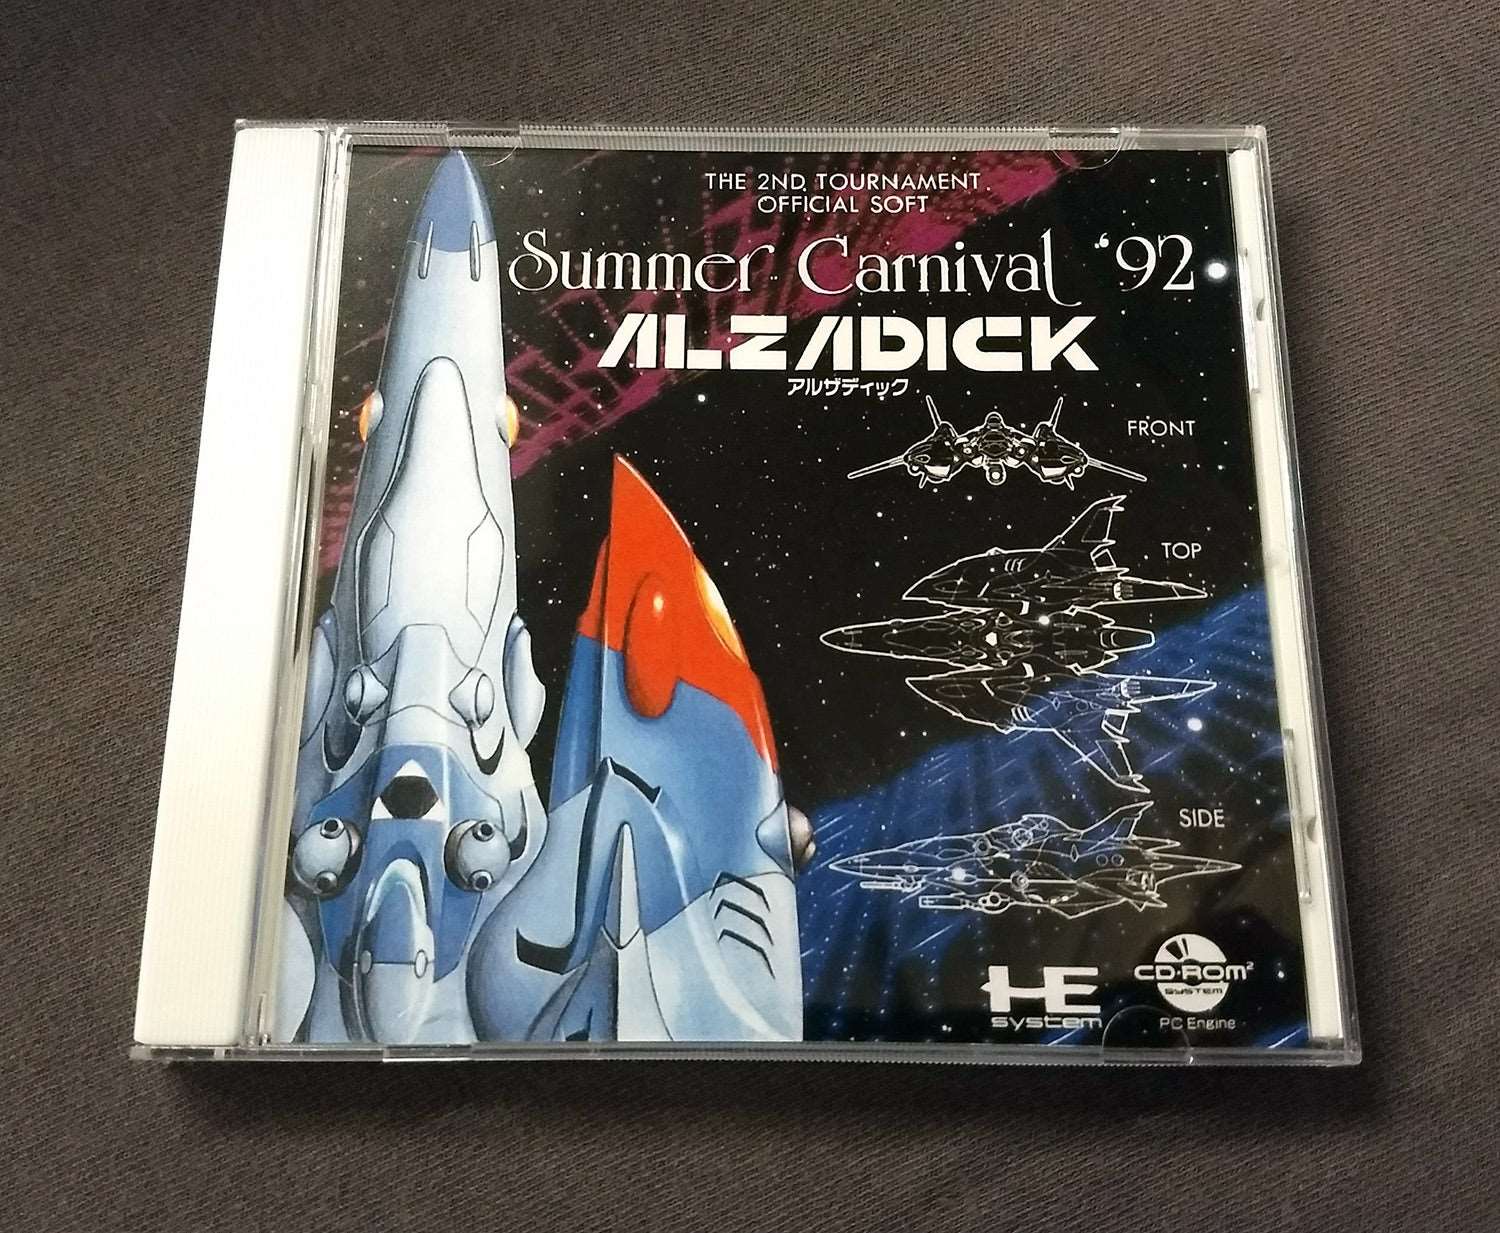 THE 2ND TOURNAMENT
OFFICIAL SOFT
Summer Carnival '92
ALZADICK
アルザディック
FRONT
TOP
SIDE
HE
system
CD-ROM²
SYSTEM
PC Engine